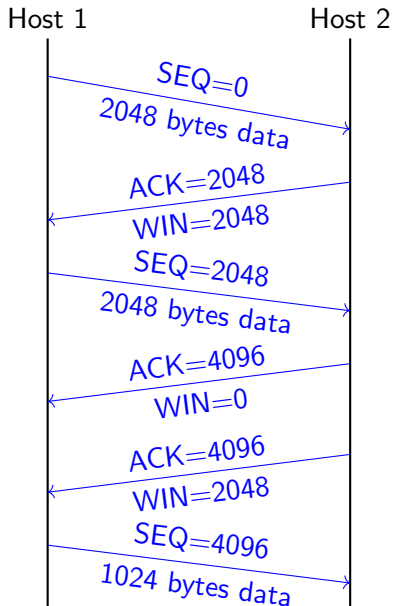 Host 1 Host 2
SEQ=0
2048 bytes data
ACK=2048
WIN=2048
SEQ=2048
2048 bytes data
ACK=4096
WIN=0
ACK=4096
WIN=2048
SEQ=4096
1024 bytes data